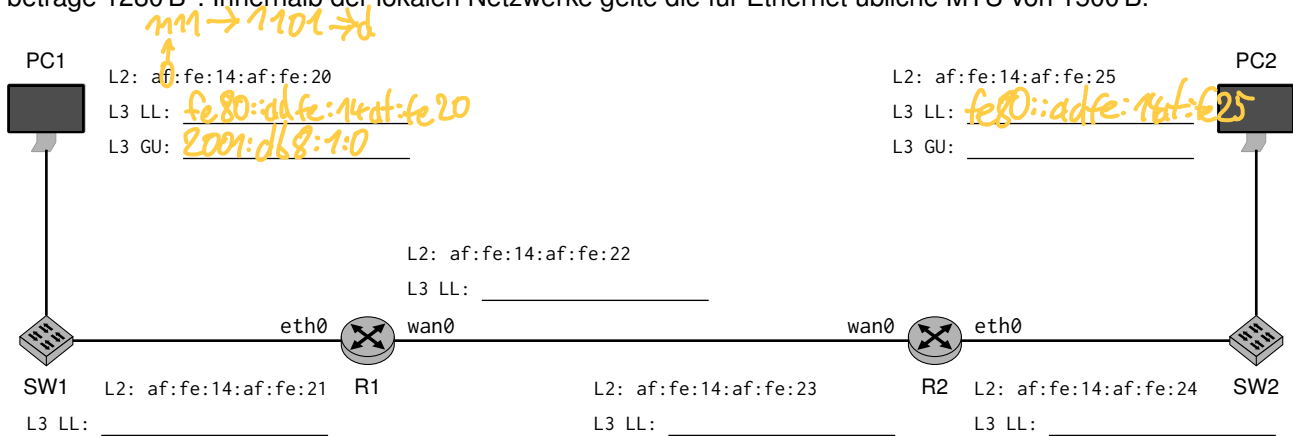 betrage 1280 B . Innerhalb der lokalen Netzwerke gelte die für Ethernet übliche MTU von 1500 B.
1111 → 1101 → d
PC1
L2: af:fe:14:af:fe:20
L3 LL: fe80::adfe:14af:fe20
L3 GU: 2001:db8:1:0
PC2
L2: af:fe:14:af:fe:25
L3 LL: fe80::adfe:14af:fe25
L3 GU:
L2: af:fe:14:af:fe:22
L3 LL:
eth0
wan0
wan0
eth0
SW1
L2: af:fe:14:af:fe:21
R1
L2: af:fe:14:af:fe:23
R2
L2: af:fe:14:af:fe:24
SW2
L3 LL:
L3 LL:
L3 LL: